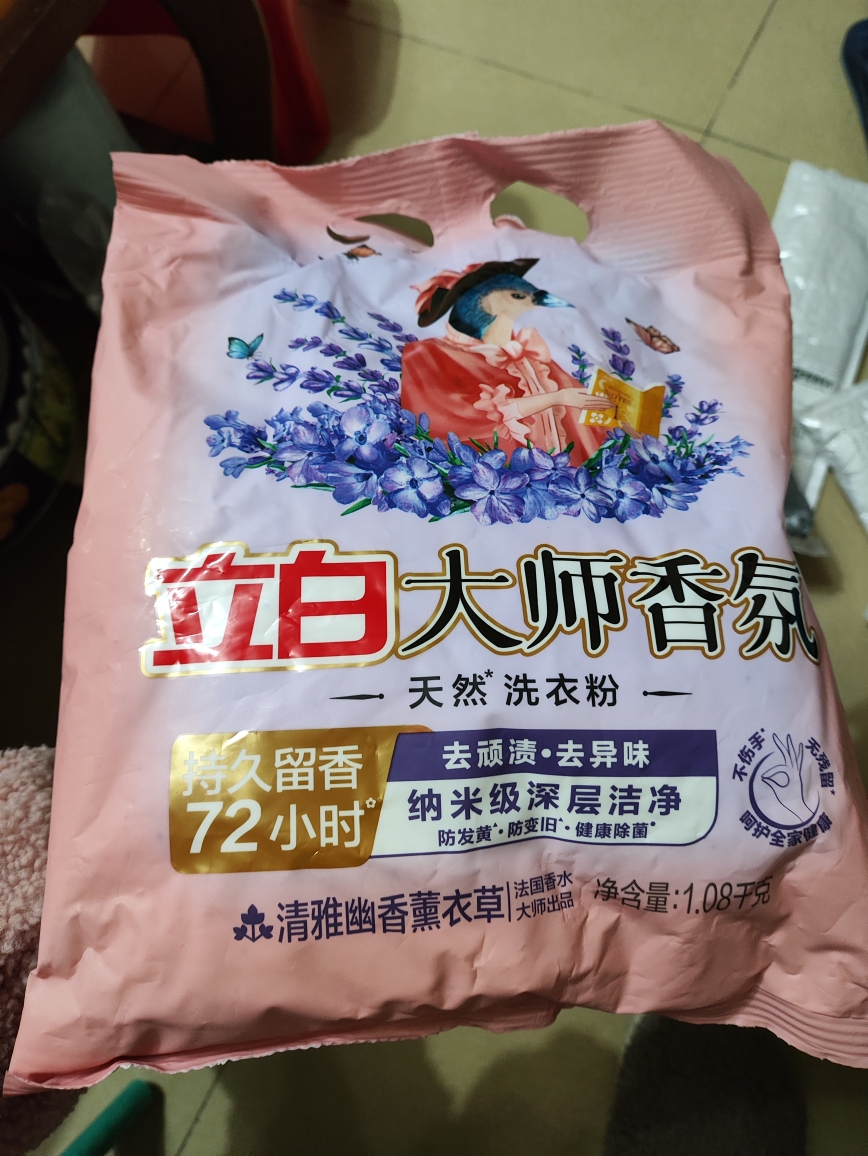 立白大师香氛
天然*洗衣粉
持久留香
72小时
去顽渍·去异味
纳米级深层洁净
防发黄*·防变旧^·健康除菌*
不伤手*
无残留*
呵护全家健康
清雅幽香薰衣草
法国香水
大师出品
净含量:1.08千克